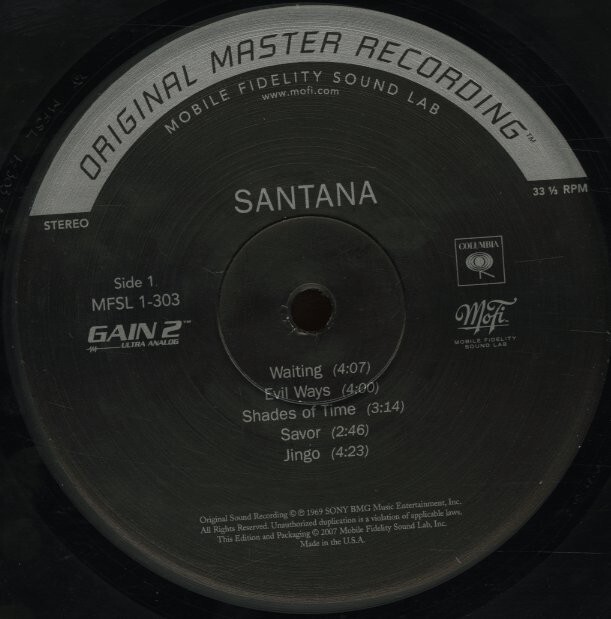 ORIGINAL MASTER RECORDING™
MOBILE FIDELITY SOUND LAB
www.mofi.com
SANTANA
STEREO
33 ⅓ RPM
Side 1
MFSL 1-303
GAIN 2™
ULTRA ANALOG
COLUMBIA
MoFi
MOBILE FIDELITY
SOUND LAB
Waiting (4:07)
Evil Ways (4:00)
Shades of Time (3:14)
Savor (2:46)
Jingo (4:23)
Original Sound Recording © ℗ 1969 SONY BMG Music Entertainment, Inc.
All Rights Reserved. Unauthorized duplication is a violation of applicable laws.
This Edition and Packaging © 2007 Mobile Fidelity Sound Lab, Inc.
Made in the U.S.A.